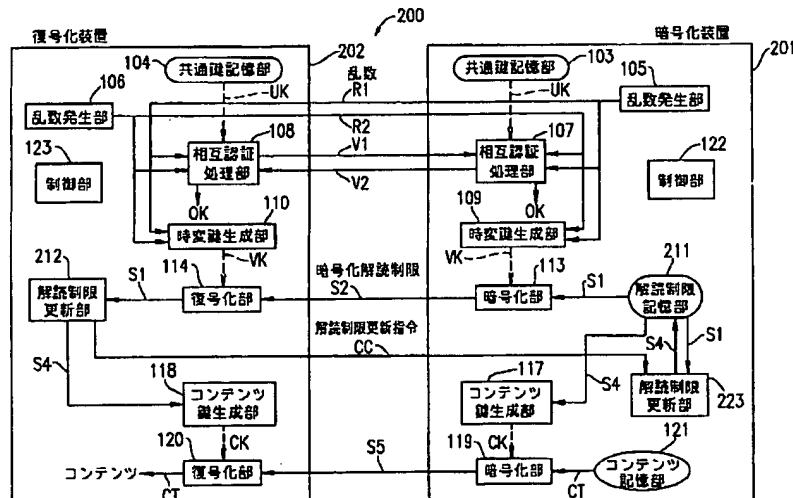 200
復号化装置
暗号化装置
202
201
104
共通鍵記憶部
乱数
103
共通鍵記憶部
106
UK
R1
UK
105
乱数発生部
乱数発生部
R2
108
107
123
相互認証
処理部
V1
相互認証
処理部
122
制御部
V2
制御部
OK
110
OK
109
時変鍵生成部
時変鍵生成部
212
VK
VK
211
114
暗号化解読制限
113
解読制限
更新部
S1
復号化部
S2
暗号化部
S1
解読制限
記憶部
解読制限更新指令
CC
S4
S1
S4
118
117
S4
コンテンツ
鍵生成部
コンテンツ
鍵生成部
解読制限
更新部
223
120
CK
CK
121
S5
119
コンテンツ
復号化部
暗号化部
コンテンツ
記憶部
CT
CT